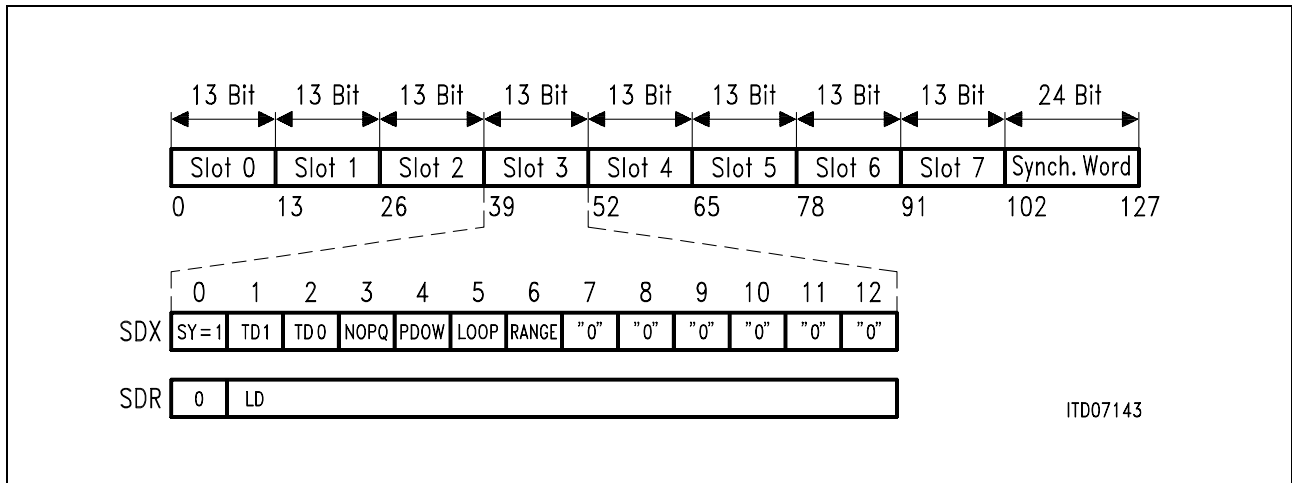 13 Bit 13 Bit 13 Bit 13 Bit 13 Bit 13 Bit 13 Bit 13 Bit 24 Bit
Slot 0 Slot 1 Slot 2 Slot 3 Slot 4 Slot 5 Slot 6 Slot 7 Synch. Word
0 13 26 39 52 65 78 91 102 127
0 1 2 3 4 5 6 7 8 9 10 11 12
SDX SY=1 TD1 TD0 NOPQ PDOW LOOP RANGE "0" "0" "0" "0" "0" "0"
SDR 0 LD
ITD07143